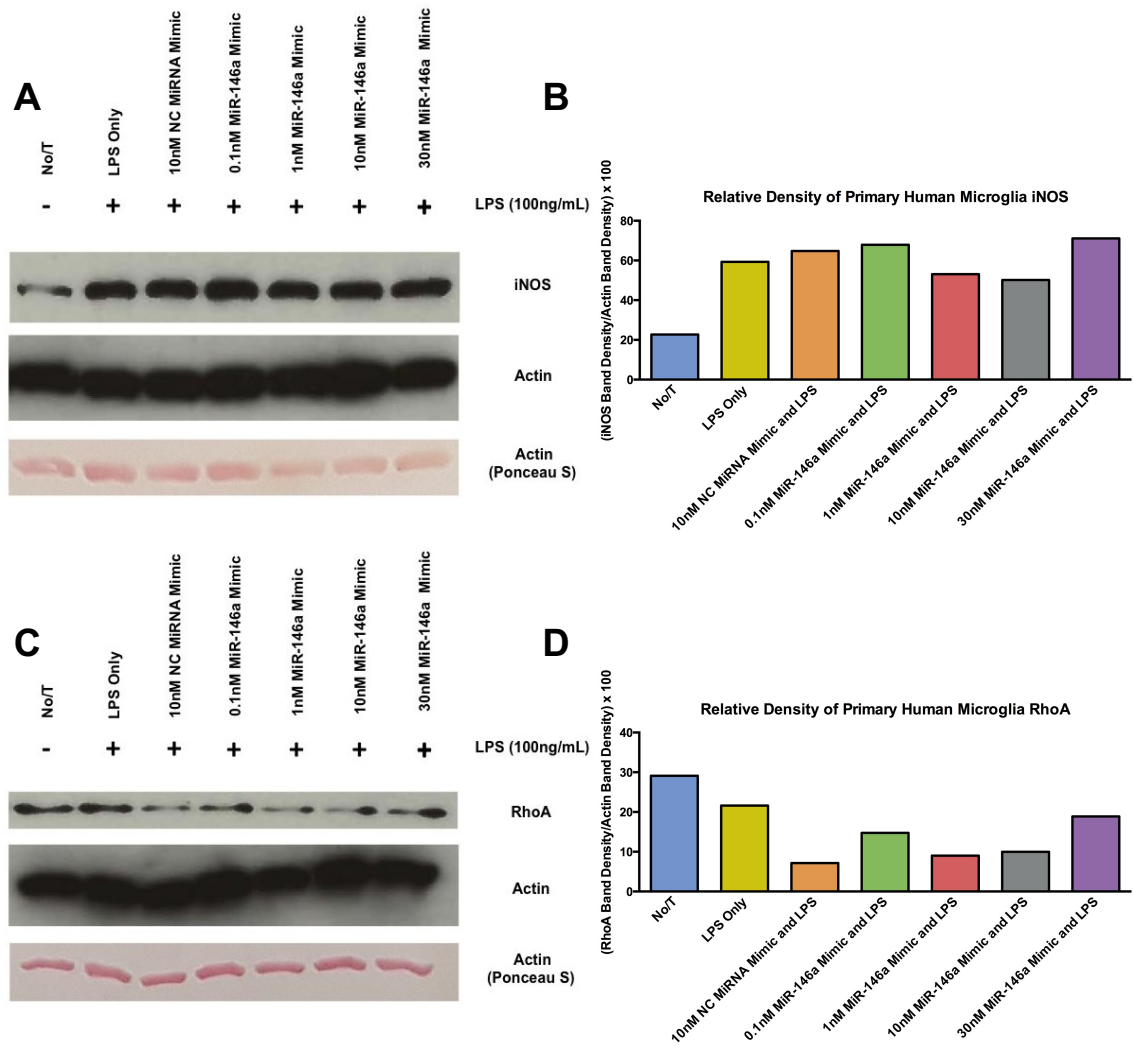 A
No/T
LPS Only
10nM NC MiRNA Mimic
0.1nM MiR-146a Mimic
1nM MiR-146a Mimic
10nM MiR-146a Mimic
30nM MiR-146a Mimic
- + + + + + + LPS (100ng/mL)
iNOS
Actin
Actin
(Ponceau S)
B
Relative Density of Primary Human Microglia iNOS
(iNOS Band Density/Actin Band Density) x 100
80
60
40
20
0
No/T
LPS Only
10nM NC MiRNA Mimic and LPS
0.1nM MiR-146a Mimic and LPS
1nM MiR-146a Mimic and LPS
10nM MiR-146a Mimic and LPS
30nM MiR-146a Mimic and LPS
C
No/T
LPS Only
10nM NC MiRNA Mimic
0.1nM MiR-146a Mimic
1nM MiR-146a Mimic
10nM MiR-146a Mimic
30nM MiR-146a Mimic
- + + + + + + LPS (100ng/mL)
RhoA
Actin
Actin
(Ponceau S)
D
Relative Density of Primary Human Microglia RhoA
(RhoA Band Density/Actin Band Density) x 100
40
30
20
10
0
No/T
LPS Only
10nM NC MiRNA Mimic and LPS
0.1nM MiR-146a Mimic and LPS
1nM MiR-146a Mimic and LPS
10nM MiR-146a Mimic and LPS
30nM MiR-146a Mimic and LPS